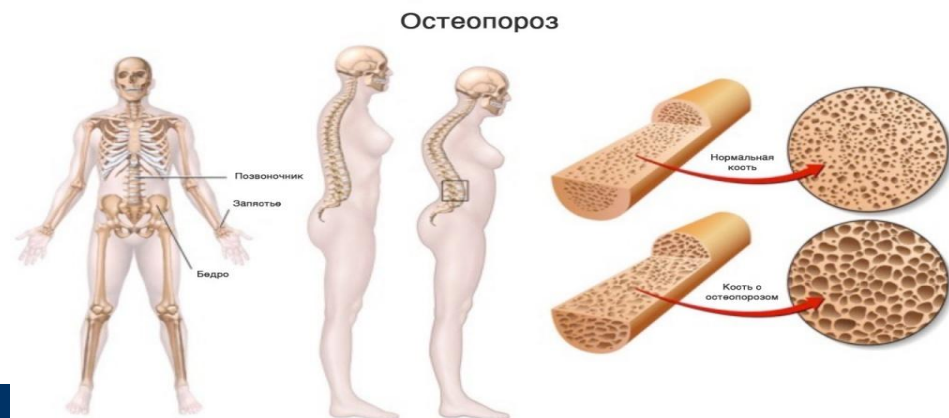 Остеопороз
Позвоночник
Запястье
Бедро
Нормальная
кость
Кость с
остеопорозом